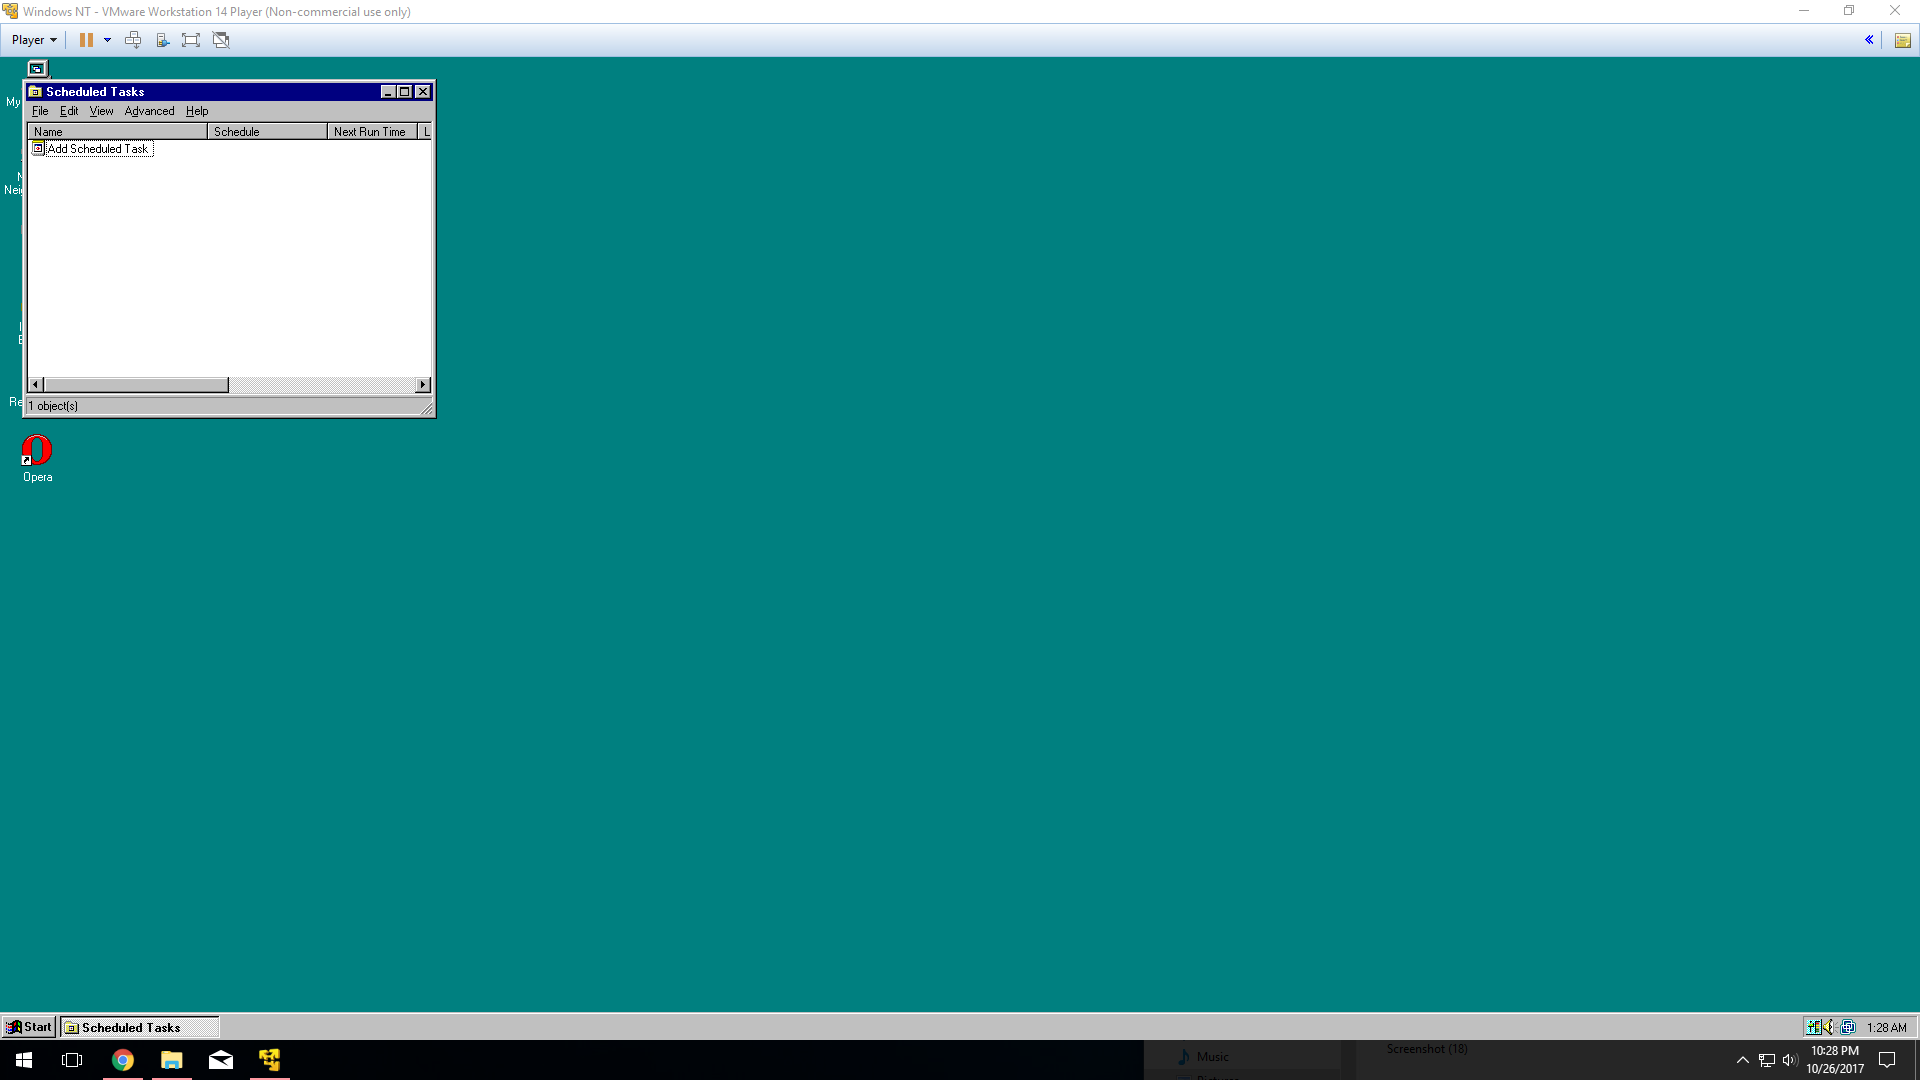 Windows NT - VMware Workstation 14 Player (Non-commercial use only)
Player
My
Scheduled Tasks
File Edit View Advanced Help
Name Schedule Next Run Time L
Add Scheduled Task
Nei
Re
1 object(s)
Opera
Start Scheduled Tasks 1:28 AM
Music
Screenshot (18)
10:28 PM
10/26/2017